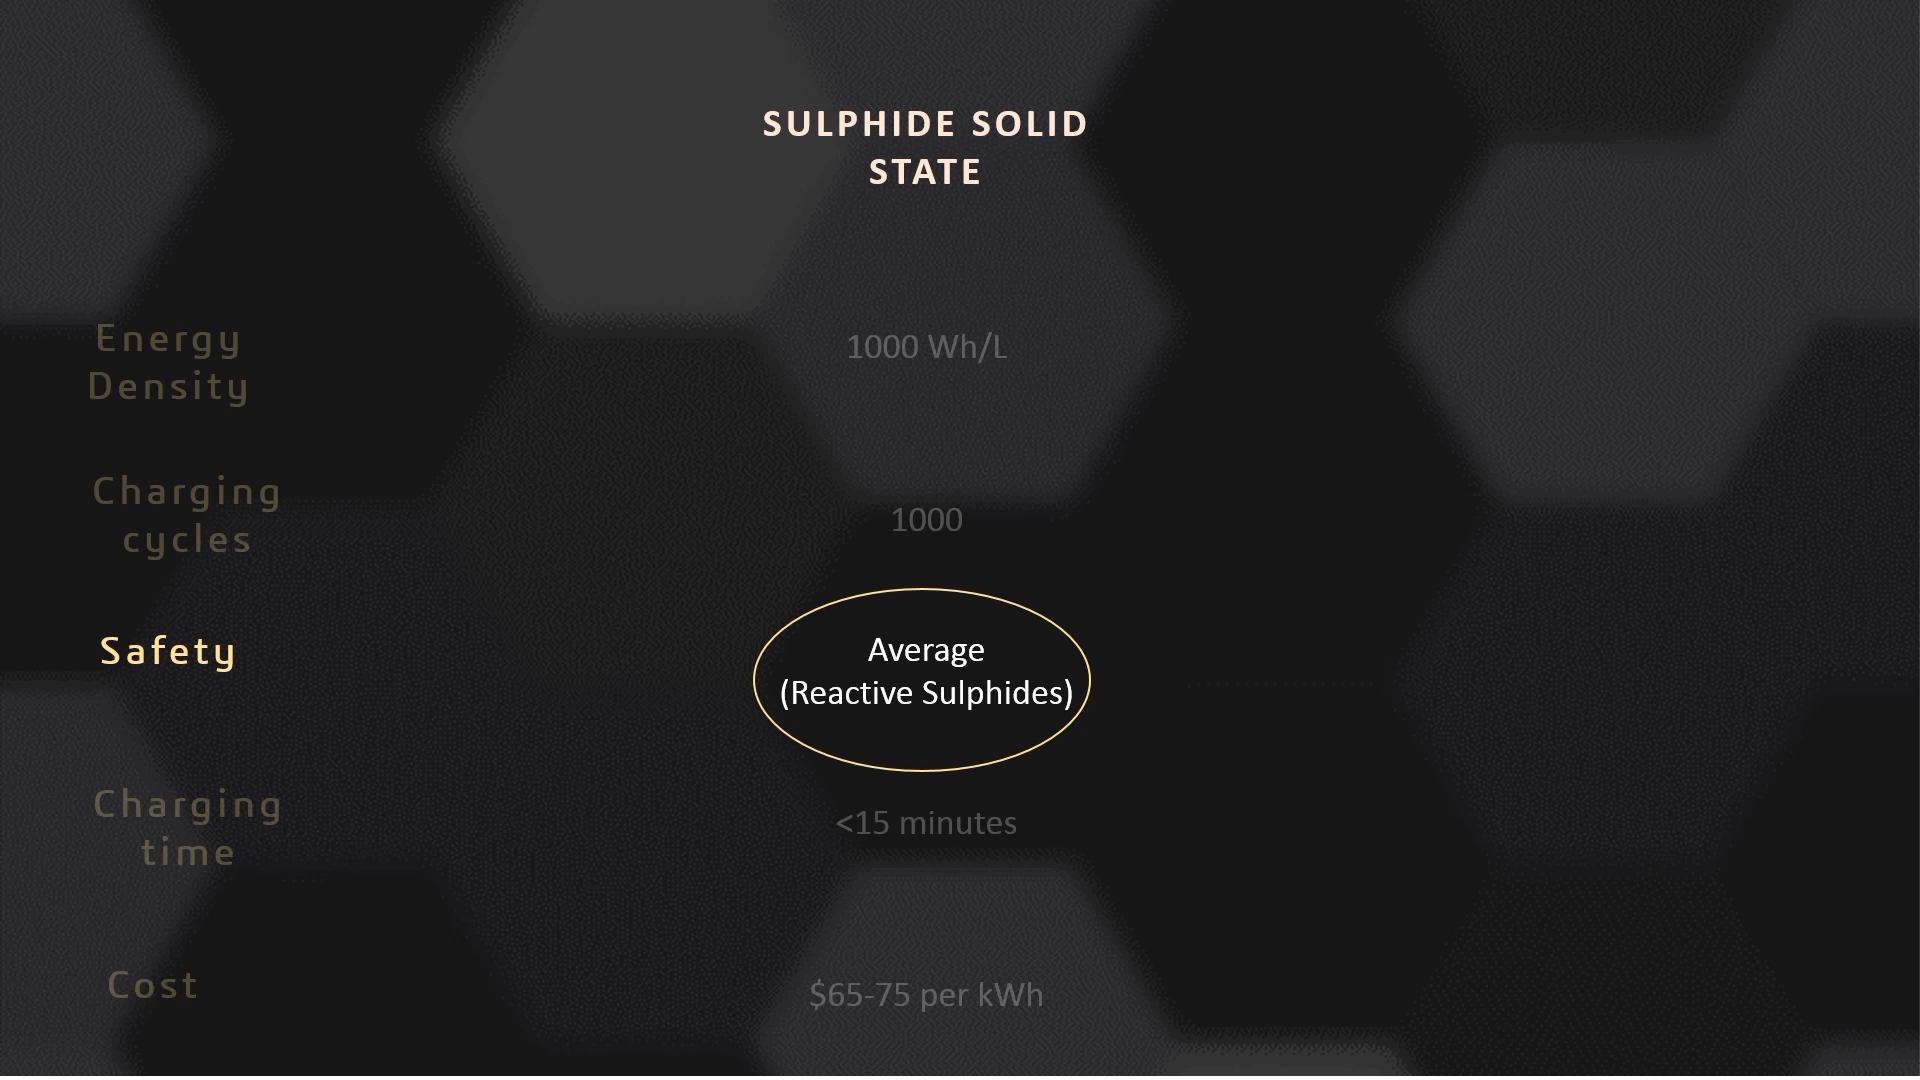 SULPHIDE SOLID
STATE
Energy
Density
1000 Wh/L
Charging
cycles
1000
Safety
Average
(Reactive Sulphides)
Charging
time
<15 minutes
Cost
$65-75 per kWh